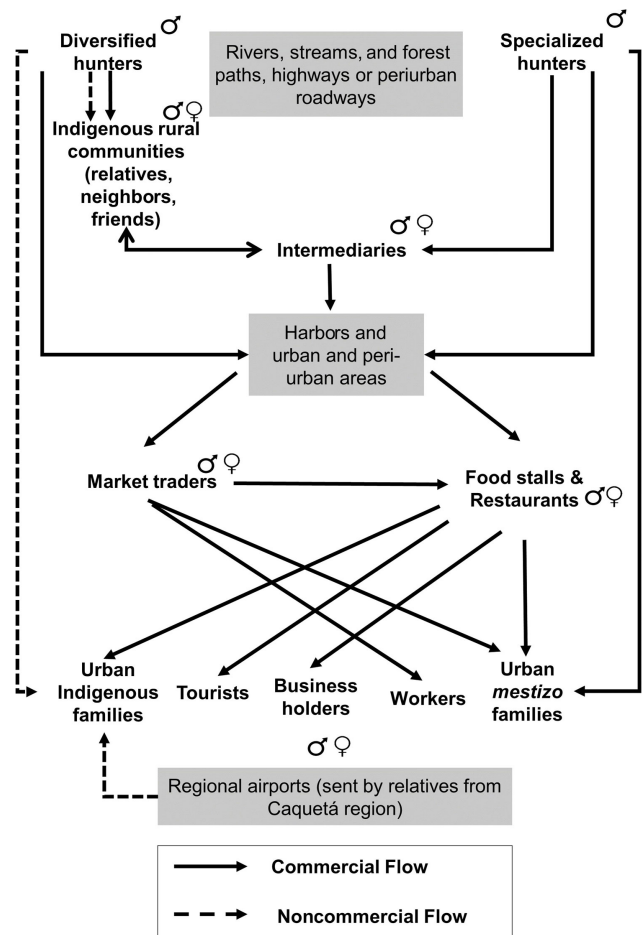 Diversified
hunters
♂
Rivers, streams, and forest
paths, highways or periurban
roadways
Specialized
hunters
♂
♂♀
Indigenous rural
communities
(relatives,
neighbors,
friends)
♂♀
Intermediaries
Harbors and
urban and peri-
urban areas
♂♀
Market traders
Food stalls &
Restaurants ♂♀
Urban
Indigenous
families
Tourists
Business
holders
Workers
Urban
mestizo
families
♂♀
Regional airports (sent by relatives from
Caquetá region)
Commercial Flow
Noncommercial Flow